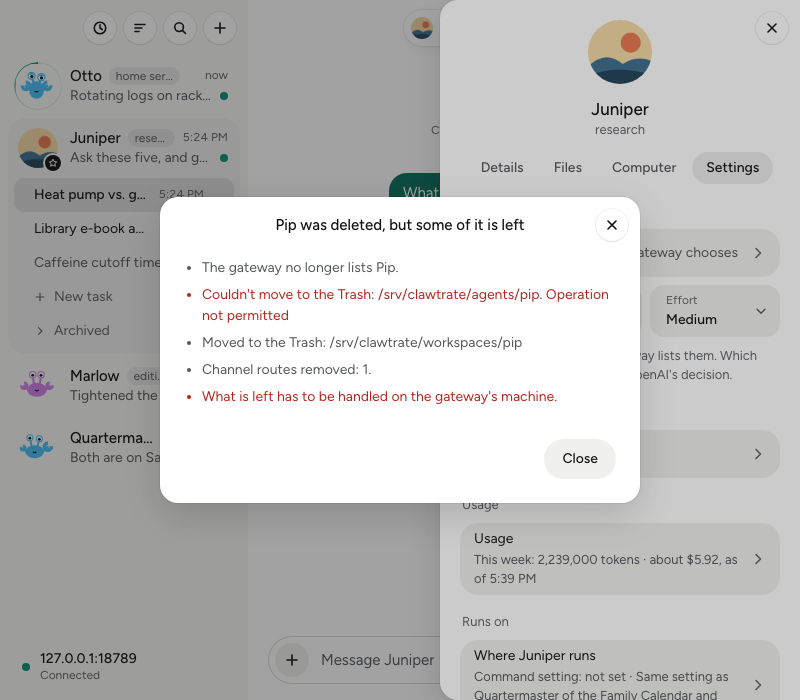 Otto
home ser...
now
Rotating logs on rack...
Juniper
rese...
5:24 PM
Ask these five, and g...
Heat pump vs. g...
5:24 PM
Library e-book a...
Caffeine cutoff time
+ New task
Archived
Marlow
editi.
Tightened the
Quarterma...
Both are on Sa
127.0.0.1:18789
Connected
C
What
Message Juniper
Juniper
research
Details
Files
Computer
Settings
ateway chooses
Effort
Medium
way lists them. Which
penAI's decision.
Usage
Usage
This week: 2,239,000 tokens · about $5.92, as
of 5:39 PM
Runs on
Where Juniper runs
Command setting: not set · Same setting as
Quartermaster of the Family Calendar and
Pip was deleted, but some of it is left
• The gateway no longer lists Pip.
• Couldn't move to the Trash: /srv/clawtrate/agents/pip. Operation
not permitted
• Moved to the Trash: /srv/clawtrate/workspaces/pip
• Channel routes removed: 1.
• What is left has to be handled on the gateway's machine.
Close